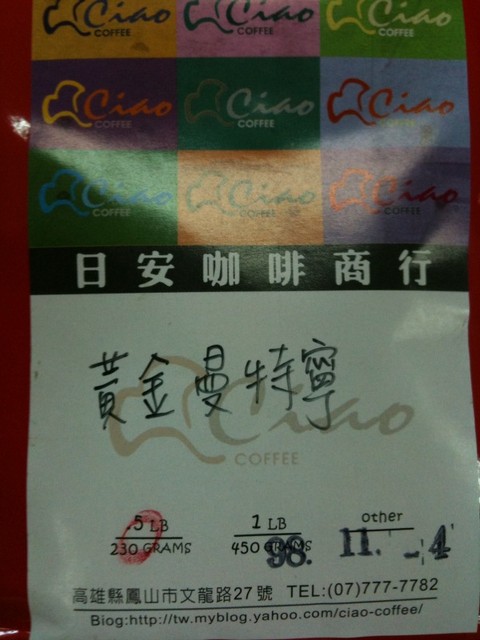 Ciao Ciao Ciao
COFFEE COFFEE COFFEE
Ciao Ciao Ciao
COFFEE COFFEE COFFEE
Ciao Ciao Ciao
COFFEE COFFEE COFFEE
日安咖啡商行
黃金曼特寧
Ciao
COFFEE
.5 LB 1 LB other
230 GRAMS 450 GRAMS
98. 11. -4
高雄縣鳳山市文龍路27號 TEL:(07)777-7782
Blog:http://tw.myblog.yahoo.com/ciao-coffee/